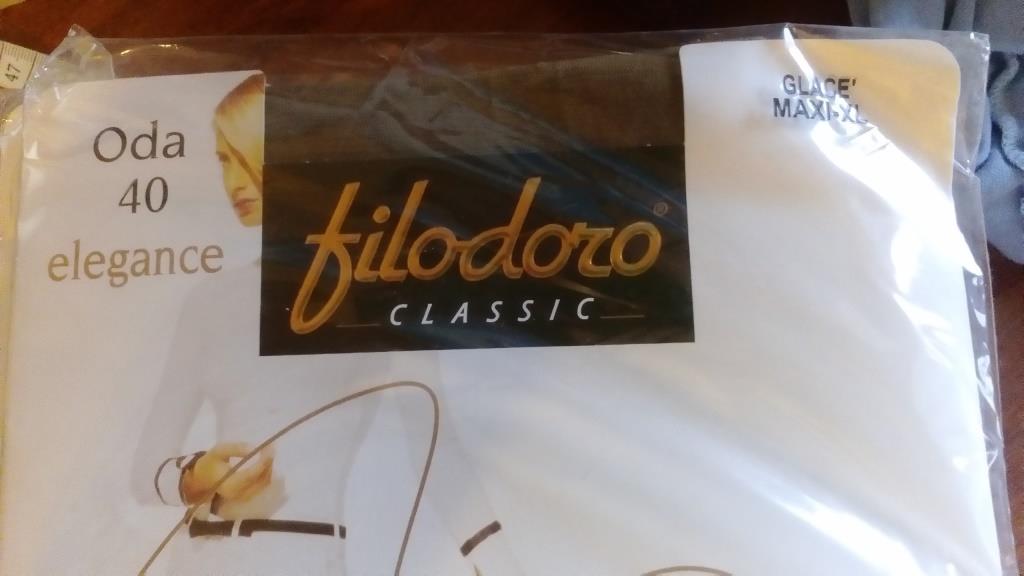 Oda
40
elegance
filodoro®
CLASSIC
GLACE'
MAXI-XL
47